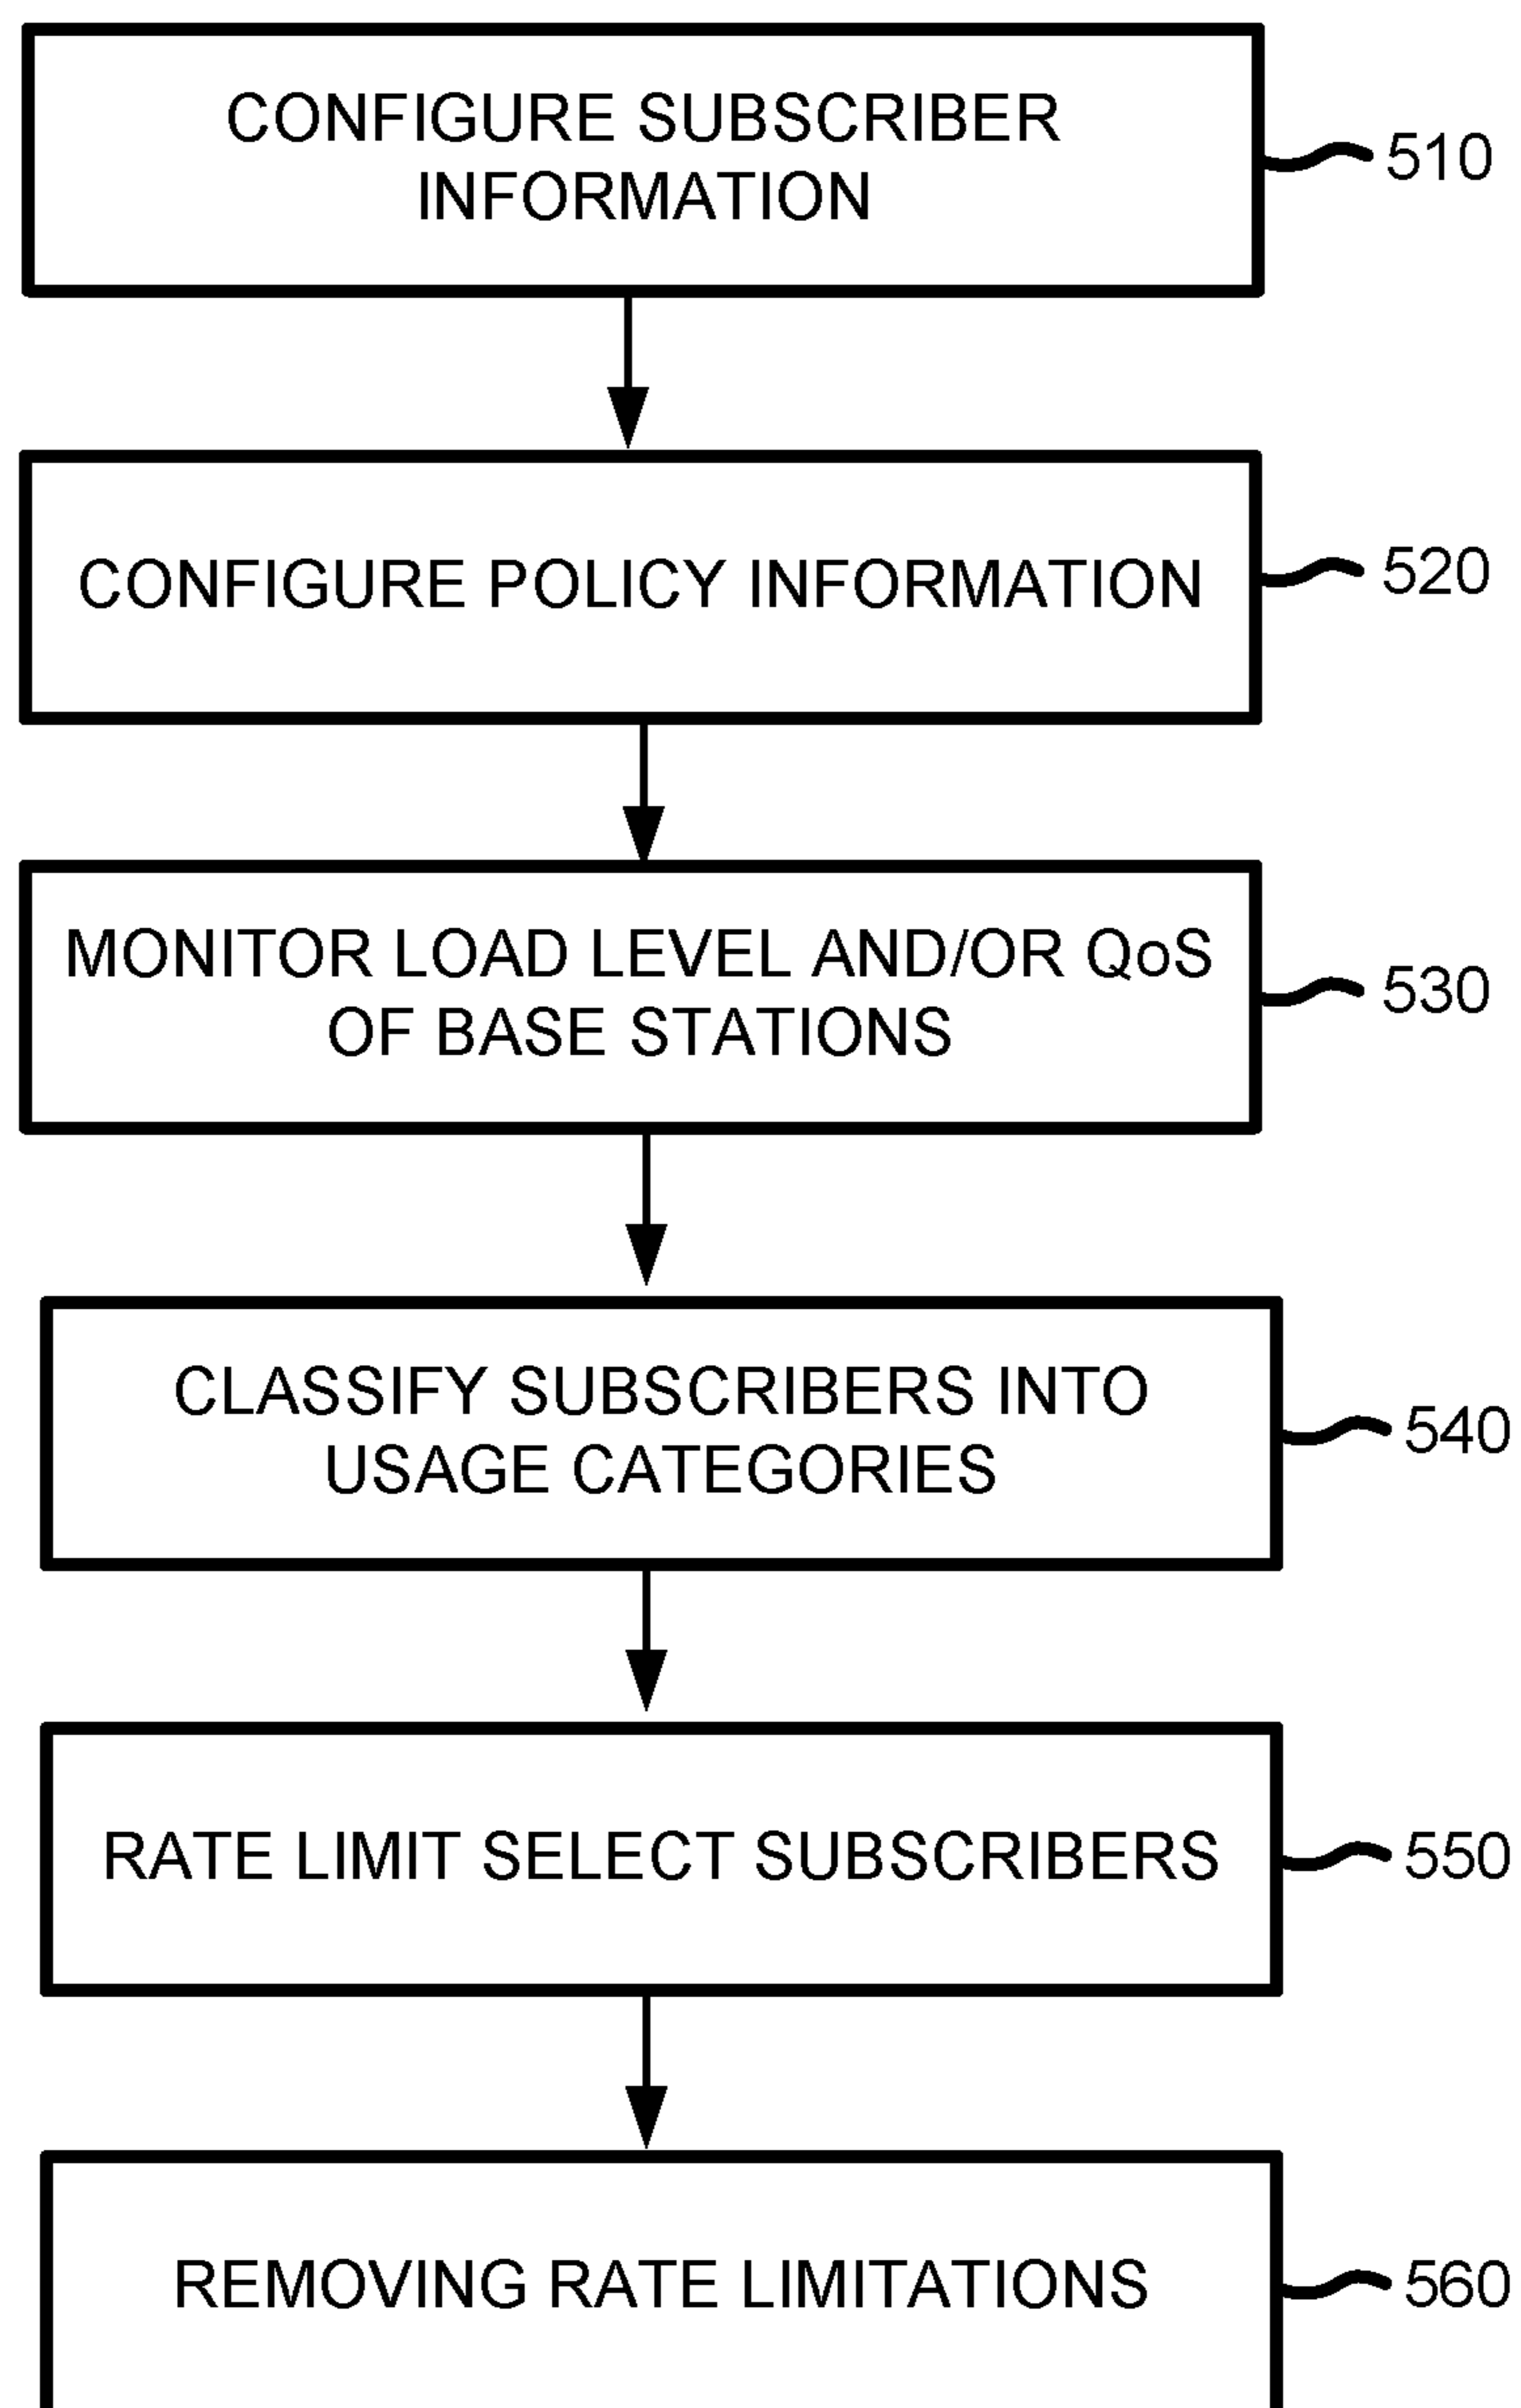 CONFIGURE SUBSCRIBER
INFORMATION
510
CONFIGURE POLICY INFORMATION
520
MONITOR LOAD LEVEL AND/OR QoS
OF BASE STATIONS
530
CLASSIFY SUBSCRIBERS INTO
USAGE CATEGORIES
540
RATE LIMIT SELECT SUBSCRIBERS
550
REMOVING RATE LIMITATIONS
560